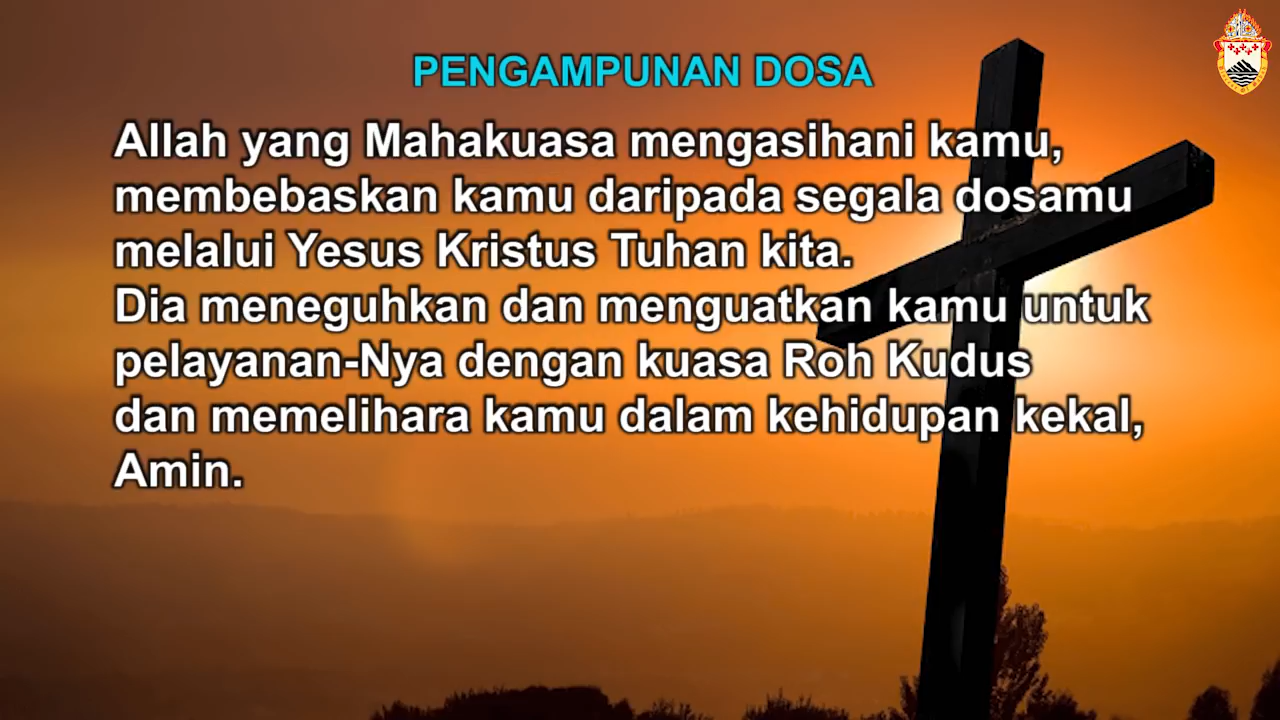 PENGAMPUNAN DOSA
Allah yang Mahakuasa mengasihani kamu,
membebaskan kamu daripada segala dosamu
melalui Yesus Kristus Tuhan kita.
Dia meneguhkan dan menguatkan kamu untuk
pelayanan-Nya dengan kuasa Roh Kudus
dan memelihara kamu dalam kehidupan kekal,
Amin.